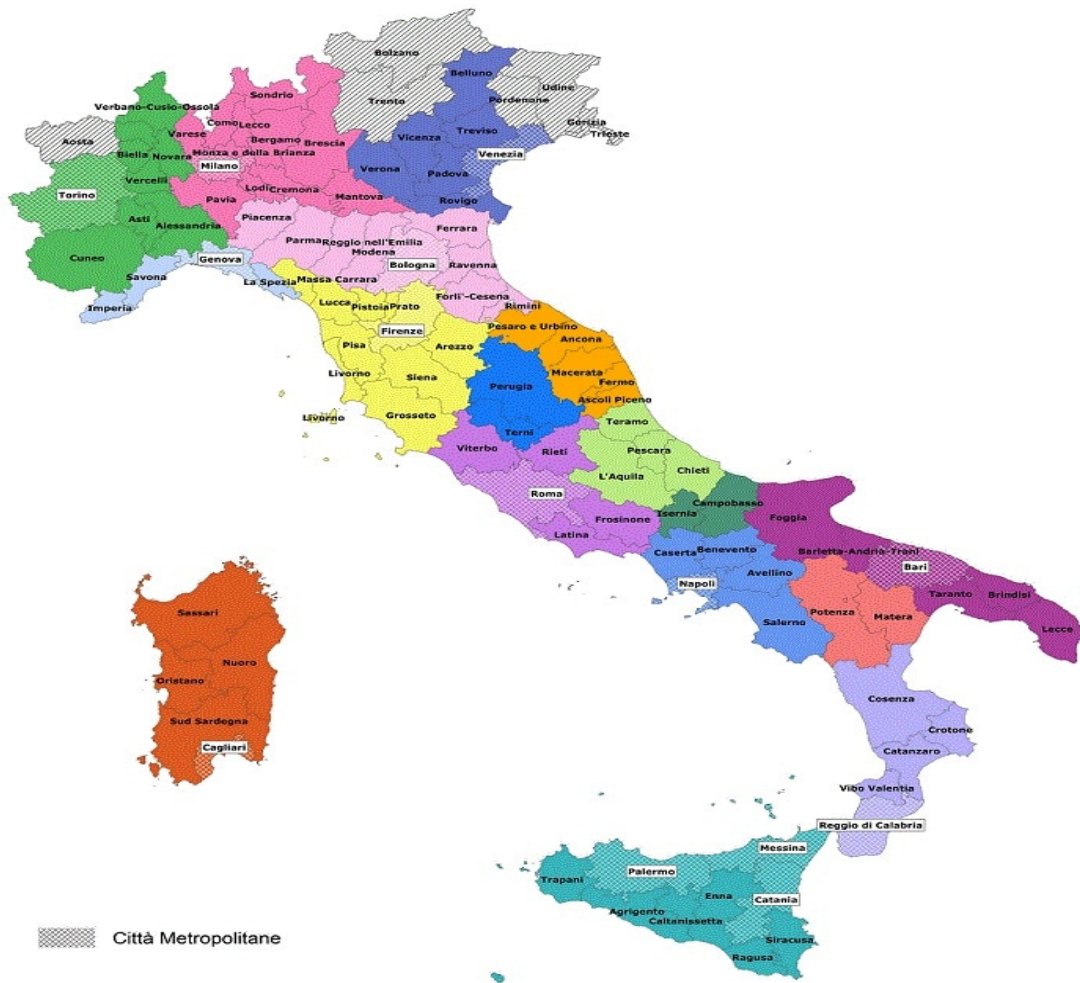 Bolzano
Belluno
Udine
Trento
Pordenone
Gorizia
Trieste
Sondrio
Verbano-Cusio-Ossola
Como
Lecco
Varese
Aosta
Bergamo
Brescia
Vicenza
Treviso
Biella
Novara
Monza e della Brianza
Milano
Venezia
Verona
Padova
Vercelli
Torino
Lodi
Cremona
Mantova
Pavia
Rovigo
Asti
Alessandria
Piacenza
Ferrara
Parma
Reggio nell'Emilia
Modena
Cuneo
Genova
Bologna
Ravenna
Savona
La Spezia
Massa Carrara
Forli'-Cesena
Imperia
Lucca
Pistoia
Prato
Rimini
Firenze
Pesaro e Urbino
Ancona
Pisa
Arezzo
Livorno
Siena
Macerata
Fermo
Perugia
Ascoli Piceno
Livorno
Grosseto
Terni
Teramo
Viterbo
Rieti
Pescara
L'Aquila
Chieti
Roma
Isernia
Campobasso
Frosinone
Foggia
Latina
Caserta
Benevento
Barletta-Andria-Trani
Bari
Napoli
Avellino
Taranto
Brindisi
Sassari
Salerno
Potenza
Matera
Lecce
Nuoro
Oristano
Cosenza
Sud Sardegna
Crotone
Cagliari
Catanzaro
Vibo Valentia
Reggio di Calabria
Messina
Palermo
Trapani
Enna
Catania
Agrigento
Caltanissetta
Siracusa
Ragusa
Città Metropolitane